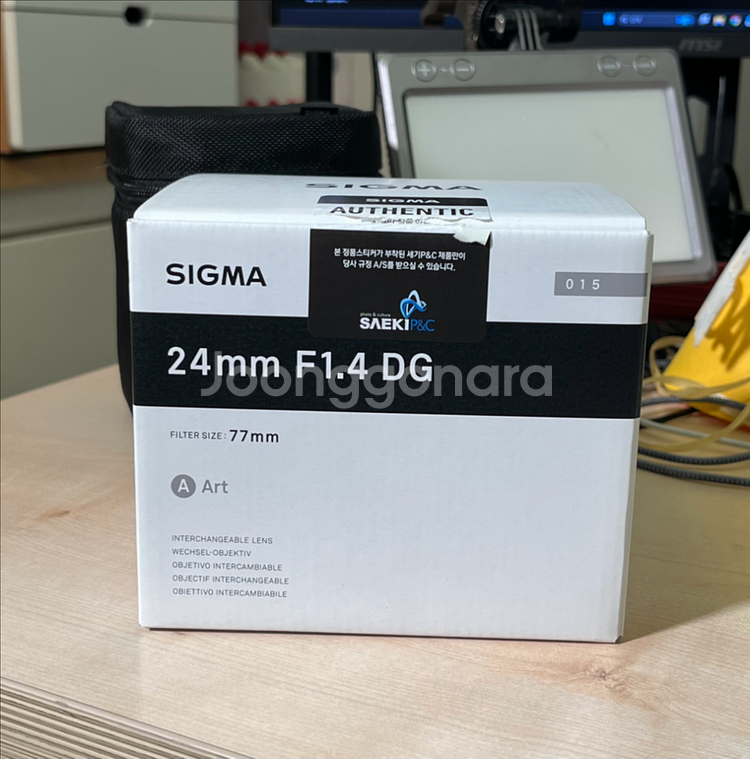 SIGMA
SIGMA
AUTHENTIC
본 정품스티커가 부착된 세기P&C 제품만이
당사 규정 A/S를 받으실 수 있습니다.
photo & culture
SAEKI P&C
SIGMA
015
24mm F1.4 DG
Joonggonara
FILTER SIZE: 77mm
A Art
INTERCHANGEABLE LENS
WECHSEL-OBJEKTIV
OBJETIVO INTERCAMBIABLE
OBJECTIF INTERCHANGEABLE
OBIETTIVO INTERCAMBIABILE
msi